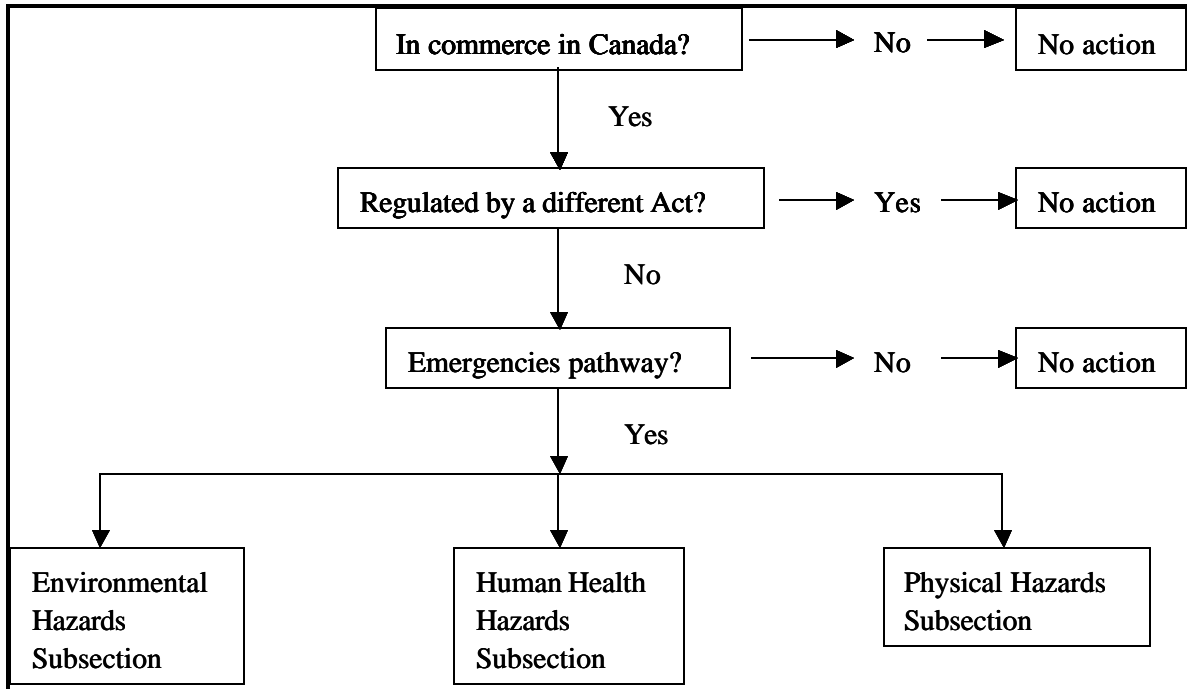 In commerce in Canada?
No
No action
Yes
Regulated by a different Act?
Yes
No action
No
Emergencies pathway?
No
No action
Yes
Environmental
Hazards
Subsection
Human Health
Hazards
Subsection
Physical Hazards
Subsection